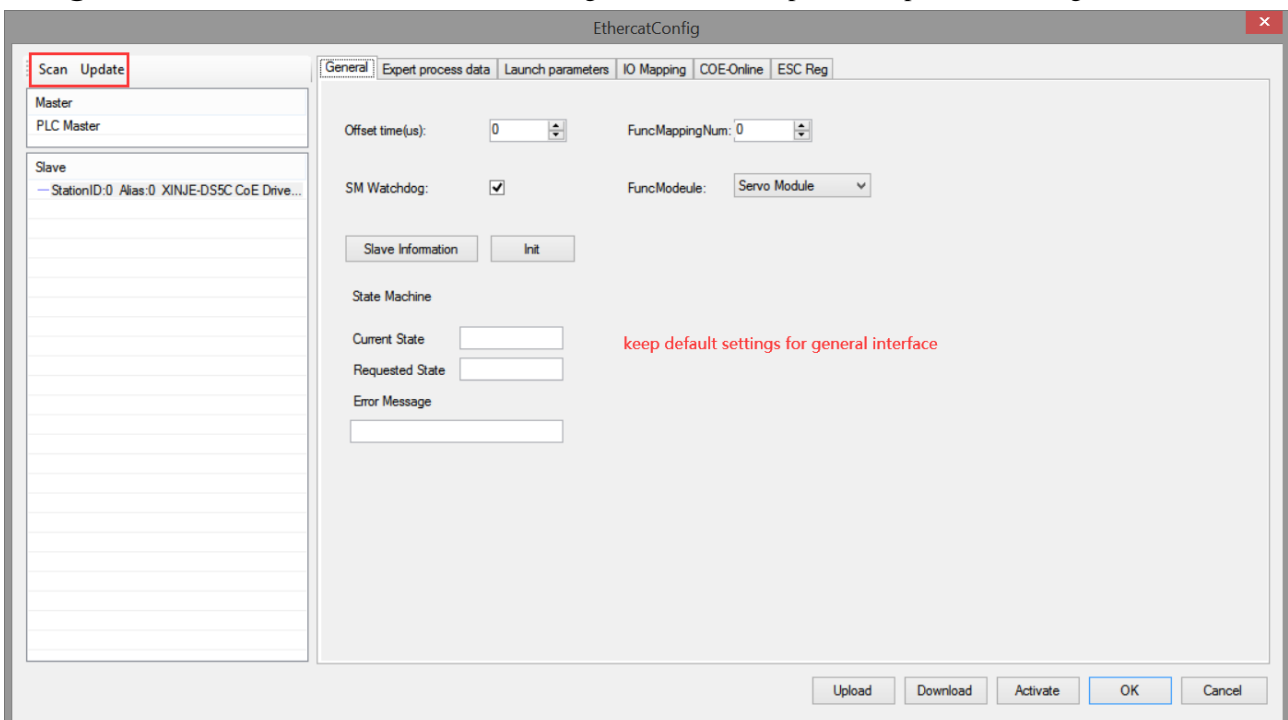 EthercatConfig
Scan Update
General Expert process data Launch parameters IO Mapping COE-Online ESC Reg
Master
PLC Master
Slave
StationID:0 Alias:0 XINJE-DS5C CoE Drive...
Offset time(us): 0 FuncMappingNum: 0
SM Watchdog: FuncModeule: Servo Module
Slave Information Init
State Machine
Current State
keep default settings for general interface
Requested State
Error Message
Upload Download Activate OK Cancel